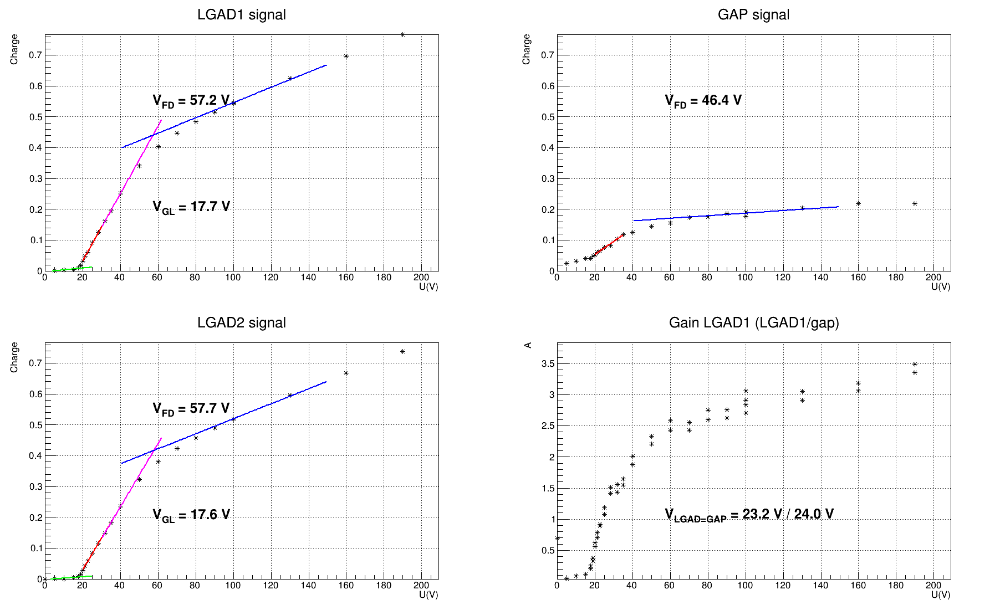 LGAD1 signal
Charge
0.7
0.6
0.5
0.4
0.3
0.2
0.1
0
V_FD = 57.2 V
V_GL = 17.7 V
0 20 40 60 80 100 120 140 160 180 200
U(V)
GAP signal
Charge
0.7
0.6
0.5
0.4
0.3
0.2
0.1
0
V_FD = 46.4 V
0 20 40 60 80 100 120 140 160 180 200
U(V)
LGAD2 signal
Charge
0.7
0.6
0.5
0.4
0.3
0.2
0.1
0
V_FD = 57.7 V
V_GL = 17.6 V
0 20 40 60 80 100 120 140 160 180 200
U(V)
Gain LGAD1 (LGAD1/gap)
A
3.5
3
2.5
2
1.5
1
0.5
V_LGAD=GAP = 23.2 V / 24.0 V
0 20 40 60 80 100 120 140 160 180 200
U(V)